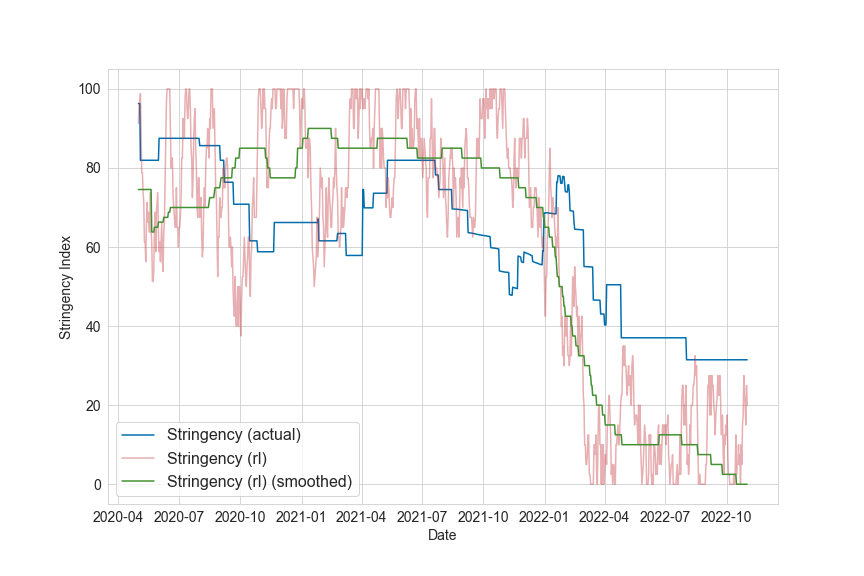 100
80
60
40
20
0
Stringency Index
Stringency (actual)
Stringency (rl)
Stringency (rl) (smoothed)
2020-04 2020-07 2020-10 2021-01 2021-04 2021-07 2021-10 2022-01 2022-04 2022-07 2022-10
Date